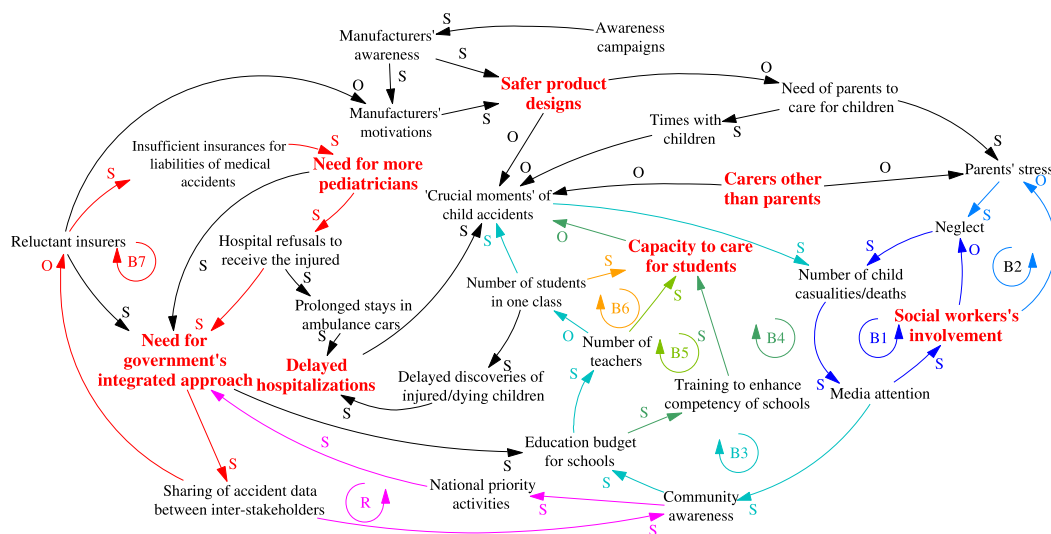 Manufacturers'
awareness
Awareness
campaigns
S
S
S
Safer product
designs
O
O
Need of parents to
care for children
Manufacturers'
motivations
S
O
Times with
children
S
Insufficient insurances for
liabilities of medical
accidents
S
S
Need for more
pediatricians
O
O
S
Parents' stress
O
O
Carers other
than parents
O
'Crucial moments' of
child accidents
S
S
O
S
S
Neglect
S
O
Reluctant insurers
O
B7
Hospital refusals to
receive the injured
S
S
Capacity to care
for students
S
S
Number of child
casualties/deaths
B2
Number of students
in one class
Prolonged stays in
ambulance cars
S
B6
S
S
S
Need for
government's
integrated approach
O
Number of
teachers
B5
S
B4
B1
Social workers's
involvement
S
Delayed
hospitalizations
S
S
Delayed discoveries of
injured/dying children
S
S
Training to enhance
competency of schools
S
Media attention
S
Education budget
for schools
S
S
S
B3
S
Sharing of accident data
between inter-stakeholders
R
National priority
activities
S
Community
awareness
S
S